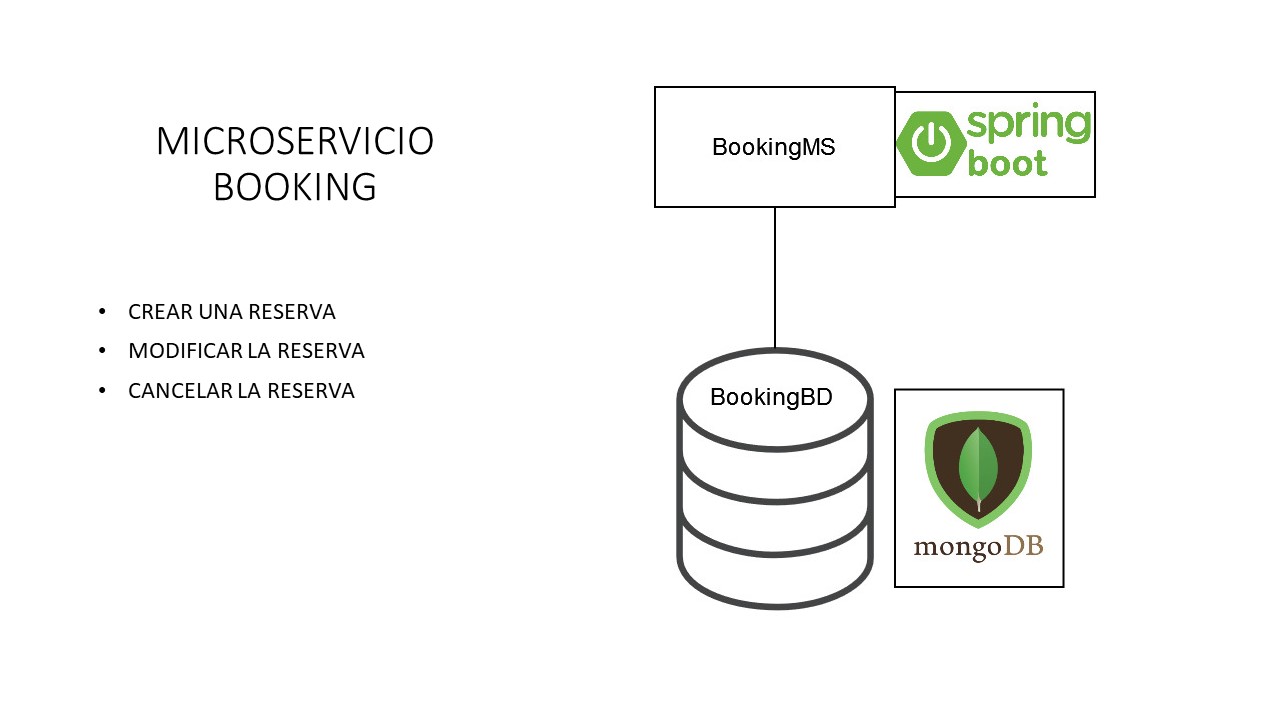 MICROSERVICIO
BOOKING
• CREAR UNA RESERVA
• MODIFICAR LA RESERVA
• CANCELAR LA RESERVA
BookingMS
spring
boot
BookingBD
mongoDB